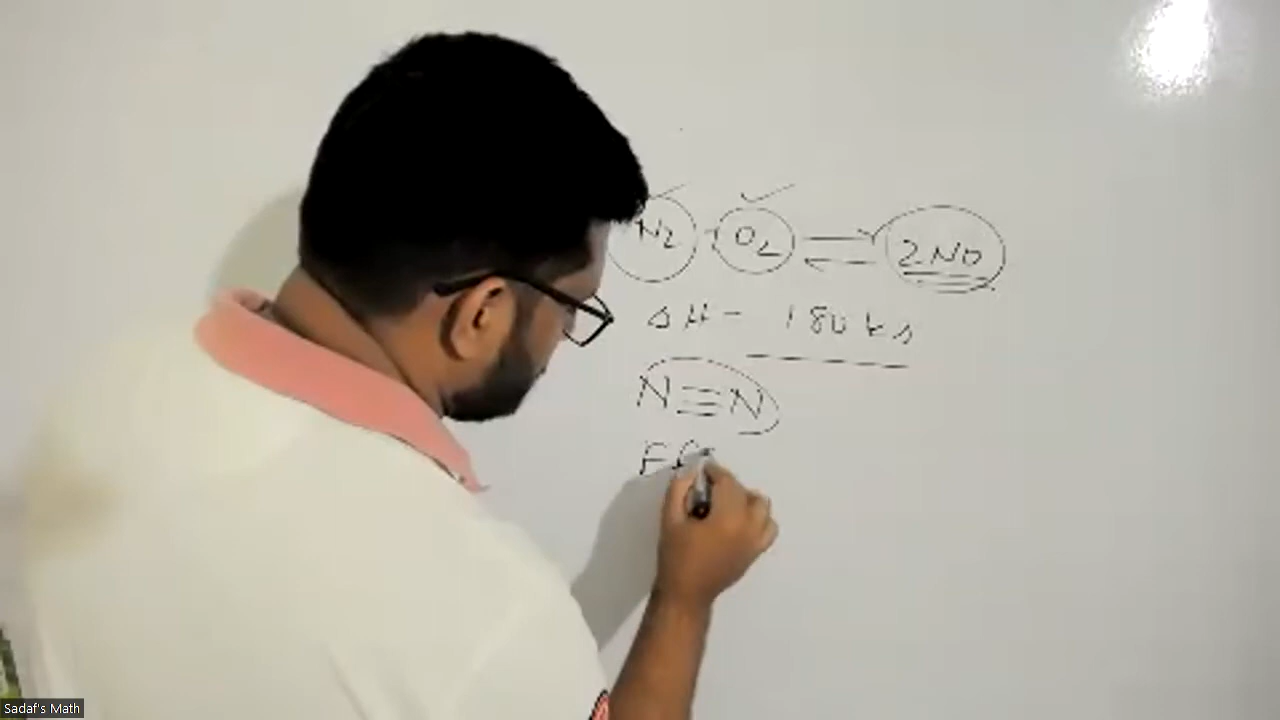 N₂ O₂ ⇌ 2NO
ΔH - 180 kJ
N≡N
Sadaf's Math